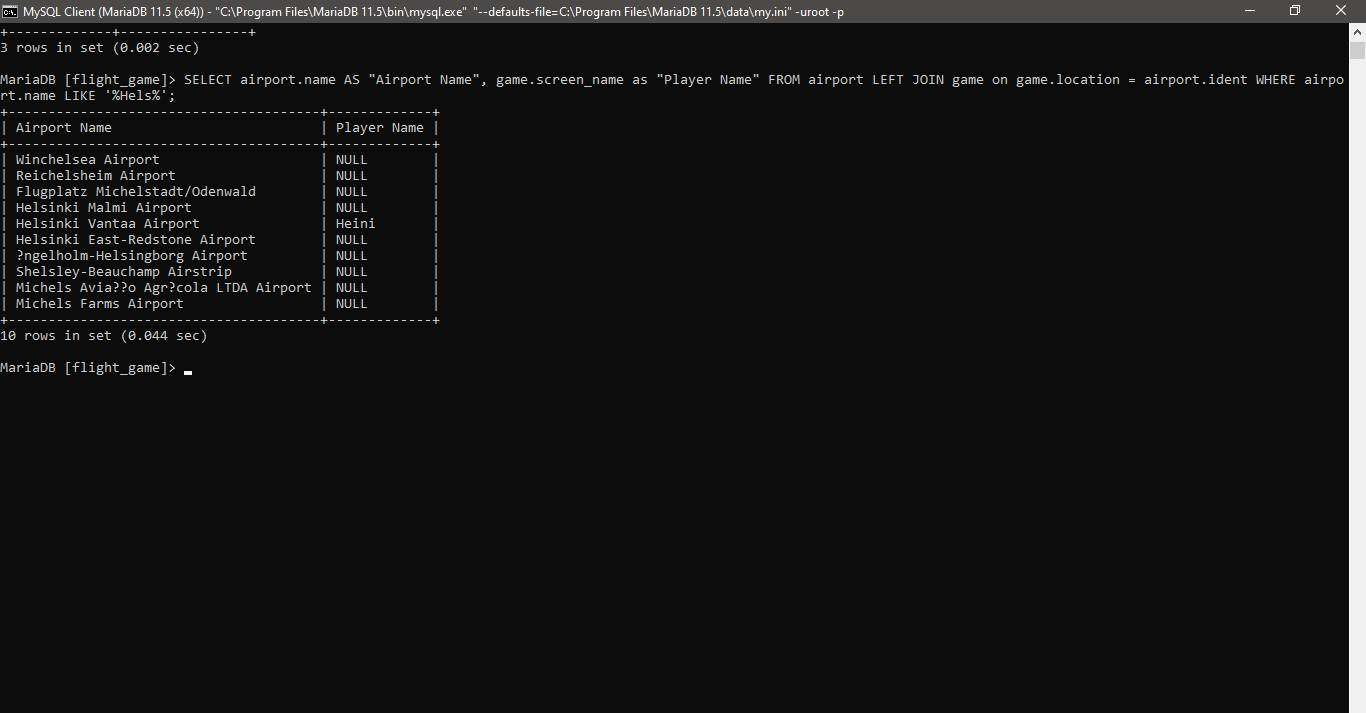 MySQL Client (MariaDB 11.5 (x64)) - "C:\Program Files\MariaDB 11.5\bin\mysql.exe" "--defaults-file=C:\Program Files\MariaDB 11.5\data\my.ini" -uroot -p
+-------------+----------------+
3 rows in set (0.002 sec)
MariaDB [flight_game]> SELECT airport.name AS "Airport Name", game.screen_name as "Player Name" FROM airport LEFT JOIN game on game.location = airport.ident WHERE airpo
rt.name LIKE '%Hels%';
+---------------------------------------+-------------+
| Airport Name                          | Player Name |
+---------------------------------------+-------------+
| Winchelsea Airport                    | NULL        |
| Reichelsheim Airport                  | NULL        |
| Flugplatz Michelstadt/Odenwald        | NULL        |
| Helsinki Malmi Airport                | NULL        |
| Helsinki Vantaa Airport               | Heini       |
| Helsinki East-Redstone Airport        | NULL        |
| ?ngelholm-Helsingborg Airport         | NULL        |
| Shelsley-Beauchamp Airstrip           | NULL        |
| Michels Avia??o Agr?cola LTDA Airport | NULL        |
| Michels Farms Airport                 | NULL        |
+---------------------------------------+-------------+
10 rows in set (0.044 sec)
MariaDB [flight_game]> _